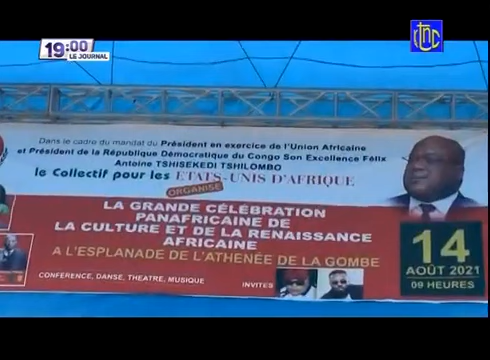 19:00
LE JOURNAL
RTNC
Dans le cadre du mandat du Président en exercice de l'Union Africaine
et Président de la République Démocratique du Congo Son Excellence Félix
Antoine TSHISEKEDI TSHILOMBO
le Collectif pour les ETATS-UNIS D'AFRIQUE
ORGANISE
LA GRANDE CÉLÉBRATION
PANAFRICAINE DE
LA CULTURE ET DE LA RENAISSANCE
AFRICAINE
A L'ESPLANADE DE L'ATHENÉE DE LA GOMBE
CONFERENCE, DANSE, THEATRE, MUSIQUE
INVITES
14
AOÛT 2021
09 HEURES